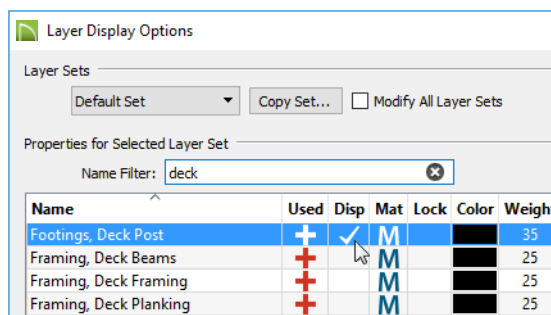 Layer Display Options
Layer Sets
Default Set Copy Set... Modify All Layer Sets
Properties for Selected Layer Set
Name Filter: deck
Name Used Disp Mat Lock Color Weigh
Footings, Deck Post M 35
Framing, Deck Beams M 25
Framing, Deck Framing M 25
Framing, Deck Planking M 25